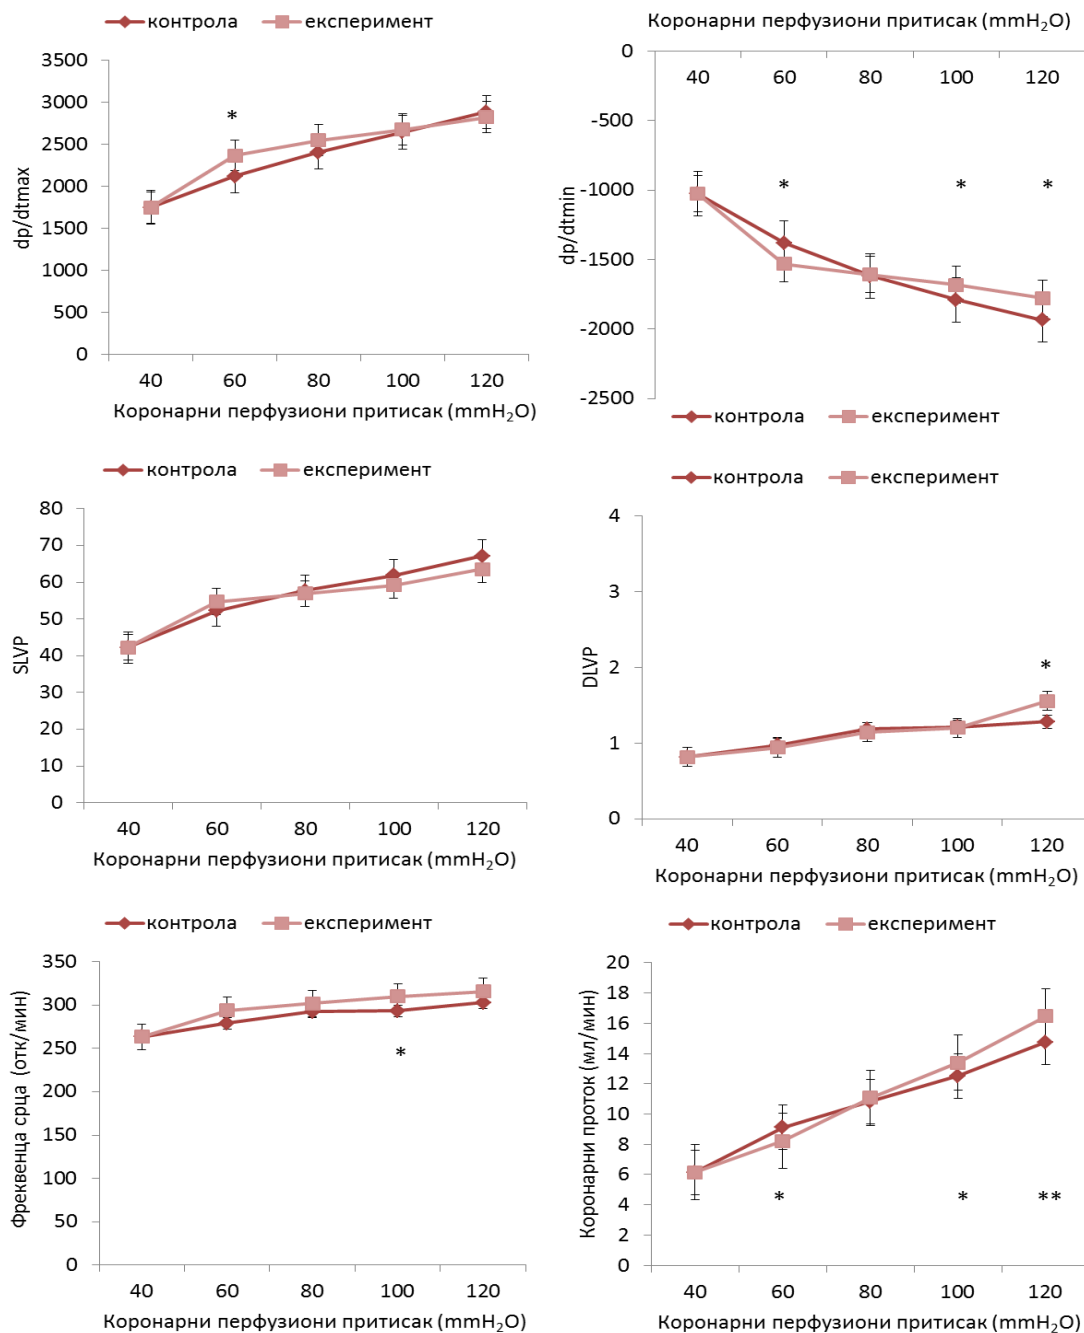 контрола експеримент
3500
3000
2500
2000
1500
1000
500
0
dp/dtmax
*
40 60 80 100 120
Коронарни перфузиони притисак (mmH₂O)
Коронарни перфузиони притисак (mmH₂O)
0
-500
-1000
-1500
-2000
-2500
dp/dtmin
40 60 80 100 120
* * *
контрола експеримент
контрола експеримент
80
70
60
50
40
30
20
10
0
SLVP
40 60 80 100 120
Коронарни перфузиони притисак (mmH₂O)
контрола експеримент
4
3
2
1
0
DLVP
*
40 60 80 100 120
Коронарни перфузиони притисак (mmH₂O)
контрола експеримент
350
300
250
200
150
100
50
0
Фреквенца срца (отк/мин)
*
40 60 80 100 120
Коронарни перфузиони притисак (mmH₂O)
контрола експеримент
20
18
16
14
12
10
8
6
4
2
0
Коронарни проток (мл/мин)
* * **
40 60 80 100 120
Коронарни перфузиони притисак (mmH₂O)